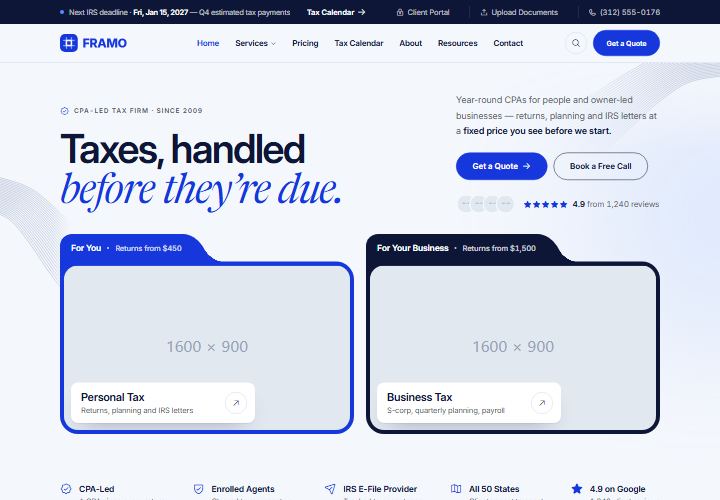 Next IRS deadline · Fri, Jan 15, 2027 — Q4 estimated tax payments
Tax Calendar →
Client Portal
Upload Documents
(312) 555-0176
FRAMO
Home
Services
Pricing
Tax Calendar
About
Resources
Contact
Get a Quote
CPA-LED TAX FIRM · SINCE 2009
Taxes, handled
before they’re due.
Year-round CPAs for people and owner-led
businesses — returns, planning and IRS letters at
a fixed price you see before we start.
Get a Quote →
Book a Free Call
4.9 from 1,240 reviews
For You · Returns from $450
1600 × 900
Personal Tax
Returns, planning and IRS letters
For Your Business · Returns from $1,500
1600 × 900
Business Tax
S-corp, quarterly planning, payroll
CPA-Led
Enrolled Agents
IRS E-File Provider
All 50 States
4.9 on Google